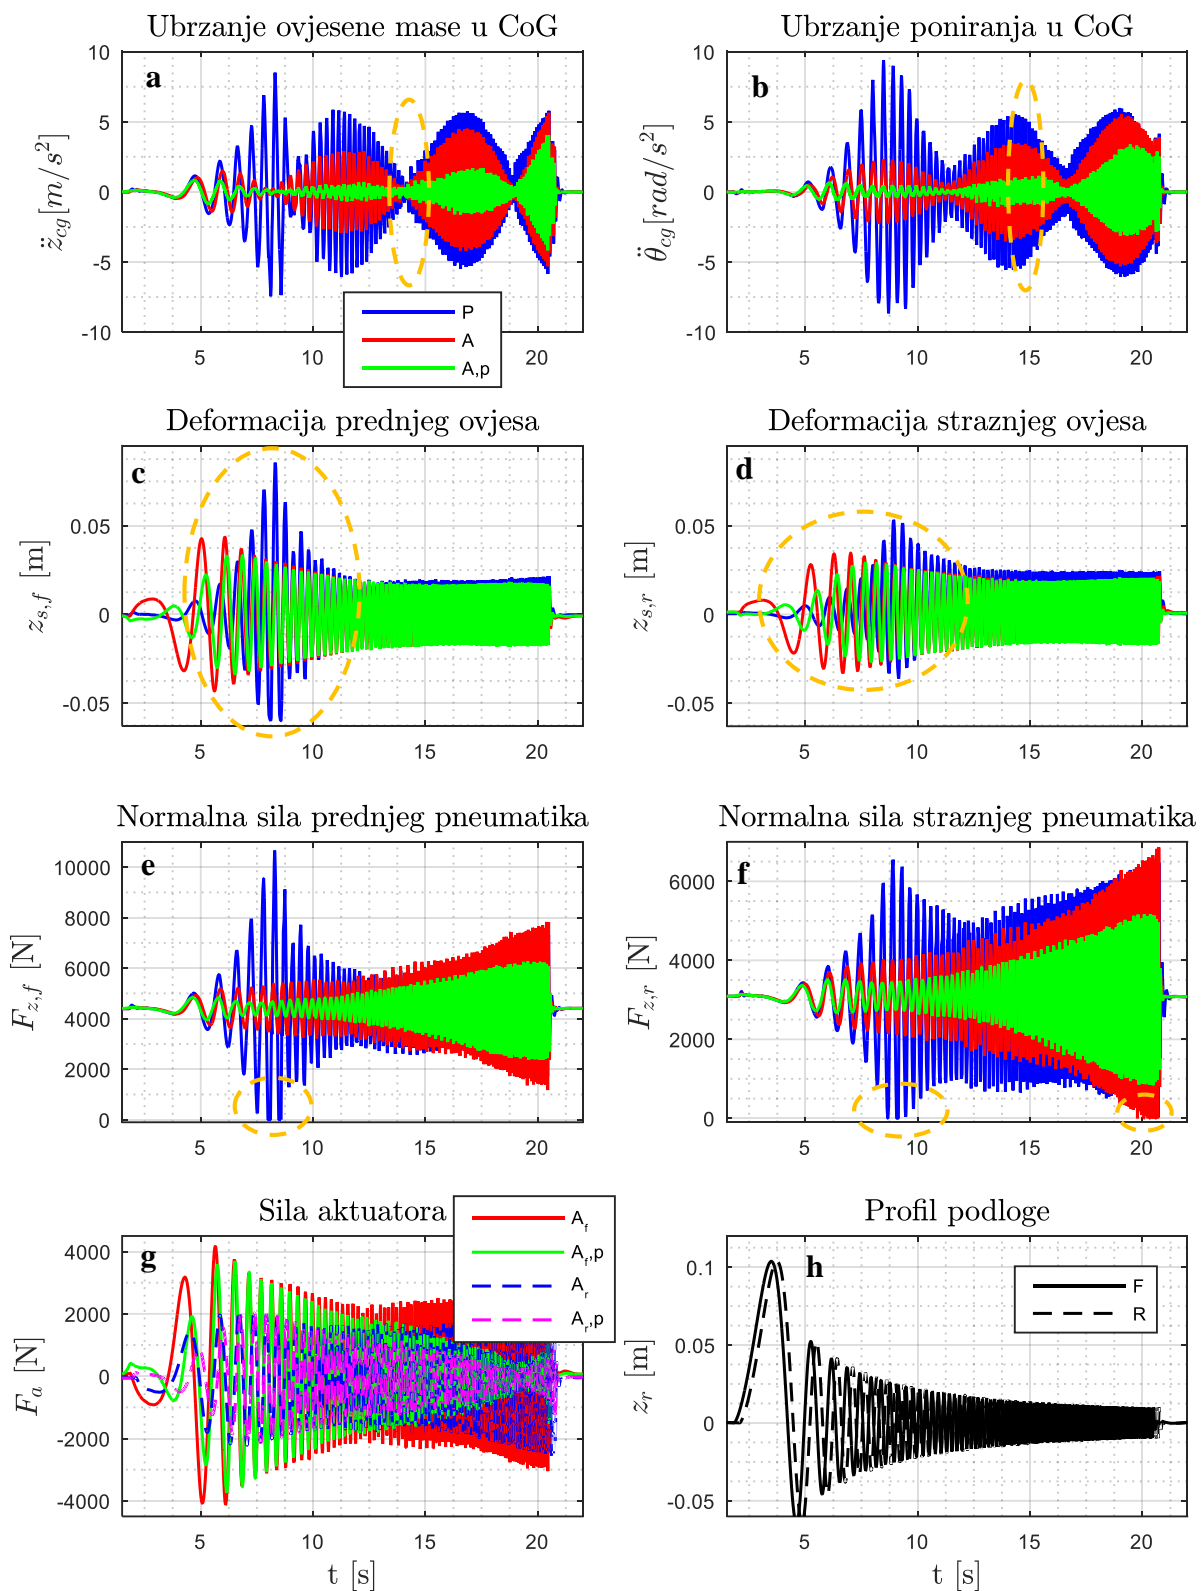 Ubrzanje ovjesene mase u CoG
a
10
5
0
-5
-10
z̈cg[m/s²]
5 10 15 20
P
A
A,p
Ubrzanje poniranja u CoG
b
10
5
0
-5
-10
θ̈cg[rad/s²]
5 10 15 20
Deformacija prednjeg ovjesa
c
0.05
0
-0.05
zs,f [m]
5 10 15 20
Deformacija straznjeg ovjesa
d
0.05
0
-0.05
zs,r [m]
5 10 15 20
Normalna sila prednjeg pneumatika
e
10000
8000
6000
4000
2000
0
Fz,f [N]
5 10 15 20
Normalna sila straznjeg pneumatika
f
6000
4000
2000
0
Fz,r [N]
5 10 15 20
Sila aktuatora
g
4000
2000
0
-2000
-4000
Fa [N]
5 10 15 20
t [s]
Af
Af,p
Ar
Ar,p
Profil podloge
h
0.1
0.05
0
-0.05
zr [m]
5 10 15 20
t [s]
F
R